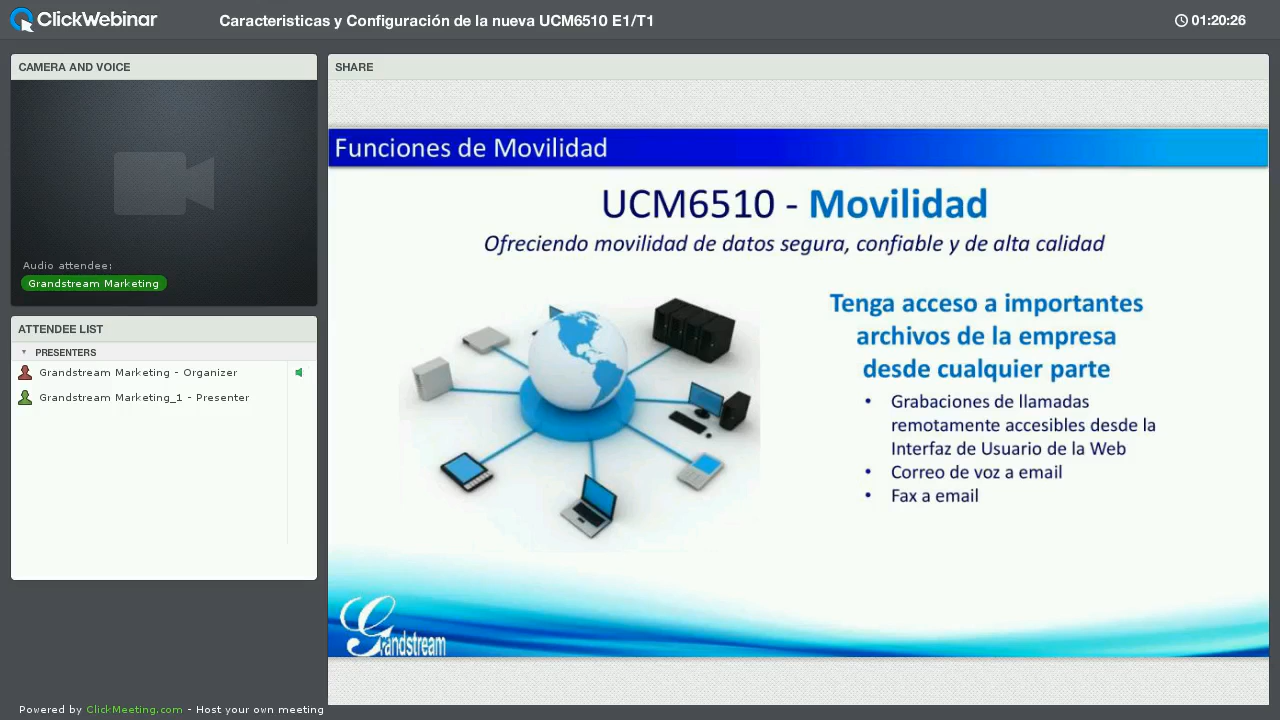 ClickWebinar
Caracteristicas y Configuración de la nueva UCM6510 E1/T1
01:20:26
CAMERA AND VOICE
Audio attendee:
Grandstream Marketing
ATTENDEE LIST
PRESENTERS
Grandstream Marketing - Organizer
Grandstream Marketing_1 - Presenter
SHARE
Funciones de Movilidad
UCM6510 - Movilidad
Ofreciendo movilidad de datos segura, confiable y de alta calidad
Tenga acceso a importantes
archivos de la empresa
desde cualquier parte
• Grabaciones de llamadas
remotamente accesibles desde la
Interfaz de Usuario de la Web
• Correo de voz a email
• Fax a email
Grandstream
Powered by ClickMeeting.com - Host your own meeting